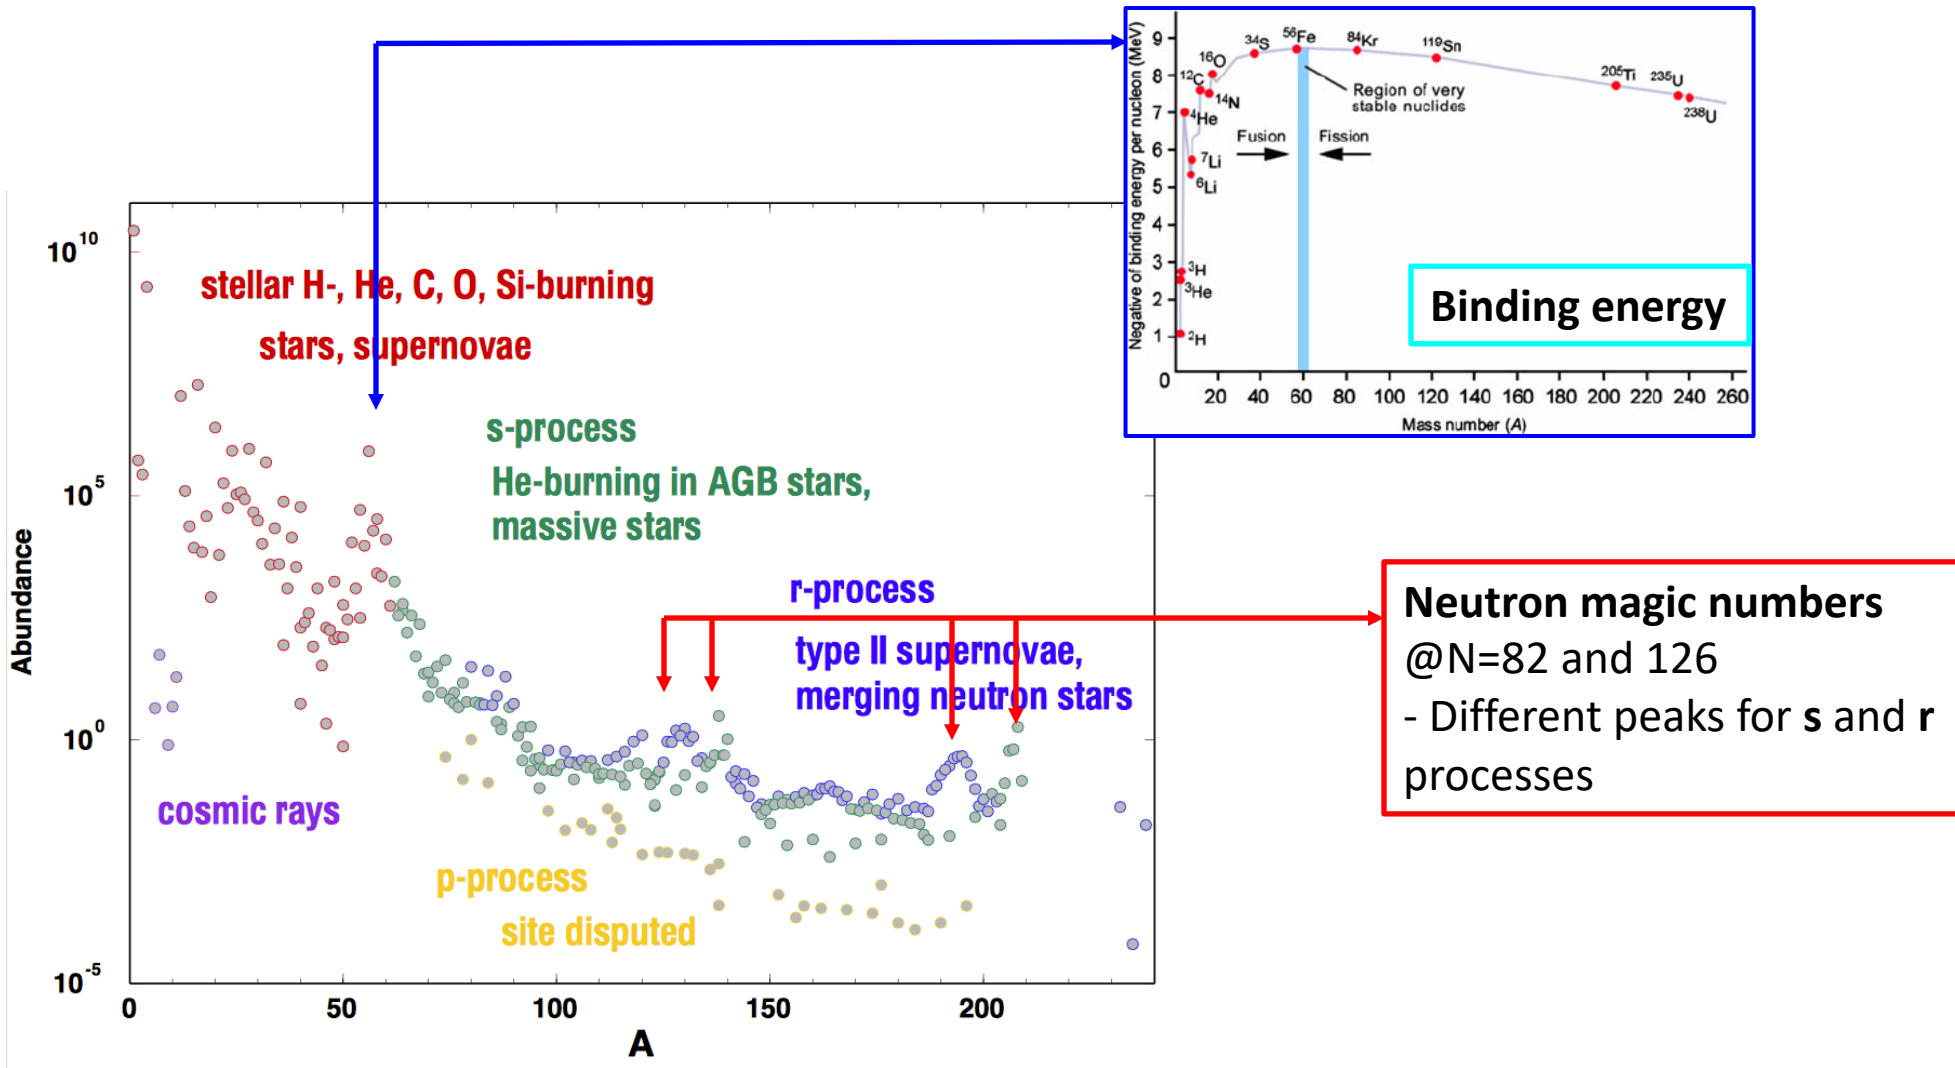 Negative of binding energy per nucleon (MeV)
9
8
7
6
5
4
3
2
1
0
56Fe
34S
84Kr
119Sn
16O
12C
14N
205Ti
235U
238U
4He
7Li
6Li
3H
3He
2H
Region of very
stable nuclides
Fusion
Fission
20 40 60 80 100 120 140 160 180 200 220 240 260
Mass number (A)
Binding energy
Abundance
10^10
10^5
10^0
10^-5
stellar H-, He, C, O, Si-burning
stars, supernovae
s-process
He-burning in AGB stars,
massive stars
r-process
type II supernovae,
merging neutron stars
cosmic rays
p-process
site disputed
0 50 100 150 200
A
Neutron magic numbers
@N=82 and 126
- Different peaks for s and r
processes